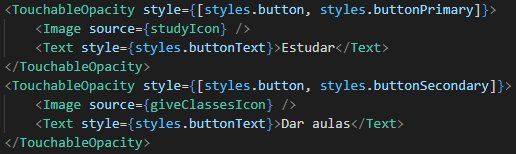 <TouchableOpacity style={[styles.button, styles.buttonPrimary]}>
<Image source={studyIcon} />
<Text style={styles.buttonText}>Estudar</Text>
</TouchableOpacity>
<TouchableOpacity style={[styles.button, styles.buttonSecondary]}>
<Image source={giveClassesIcon} />
<Text style={styles.buttonText}>Dar aulas</Text>
</TouchableOpacity>